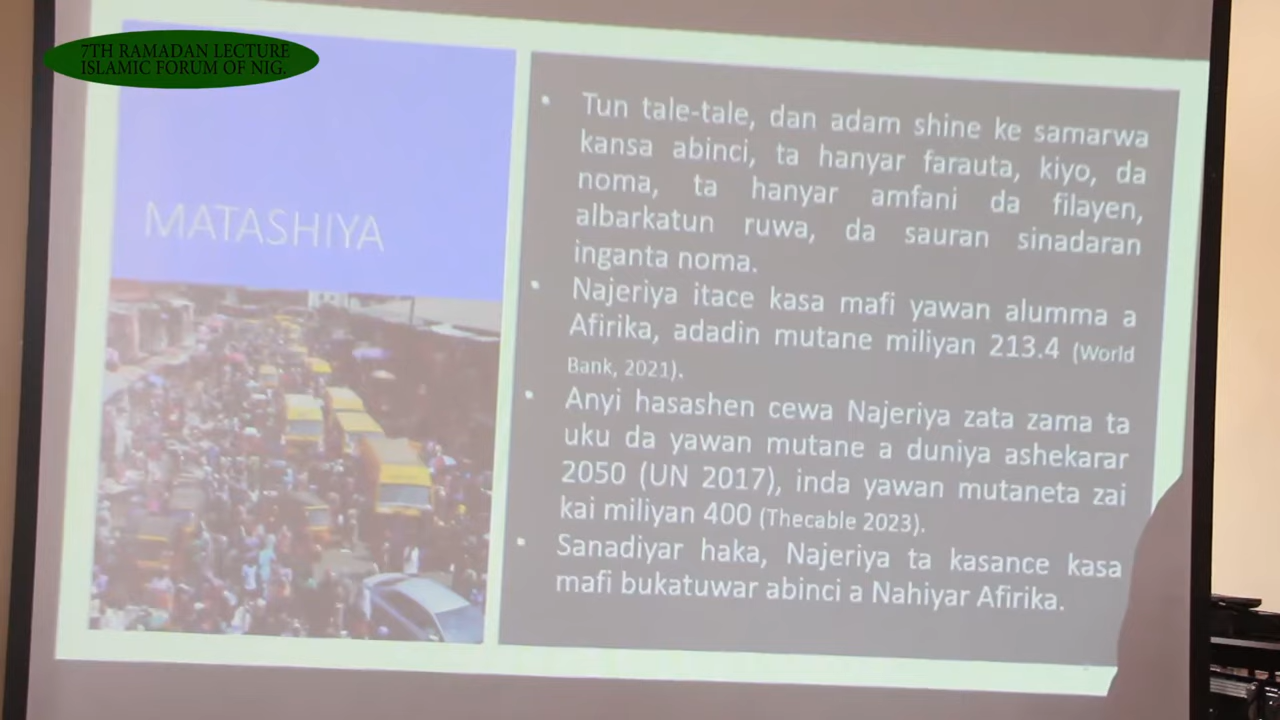 7TH RAMADAN LECTURE
ISLAMIC FORUM OF NIG.
MATASHIYA
• Tun tale-tale, dan adam shine ke samarwa
kansa abinci, ta hanyar farauta, kiyo, da
noma, ta hanyar amfani da filayen,
albarkatun ruwa, da sauran sinadaran
inganta noma.
• Najeriya itace kasa mafi yawan alumma a
Afirika, adadin mutane miliyan 213.4 (World
Bank, 2021).
• Anyi hasashen cewa Najeriya zata zama ta
uku da yawan mutane a duniya ashekarar
2050 (UN 2017), inda yawan mutaneta zai
kai miliyan 400 (Thecable 2023).
• Sanadiyar haka, Najeriya ta kasance kasa
mafi bukatuwar abinci a Nahiyar Afirika.